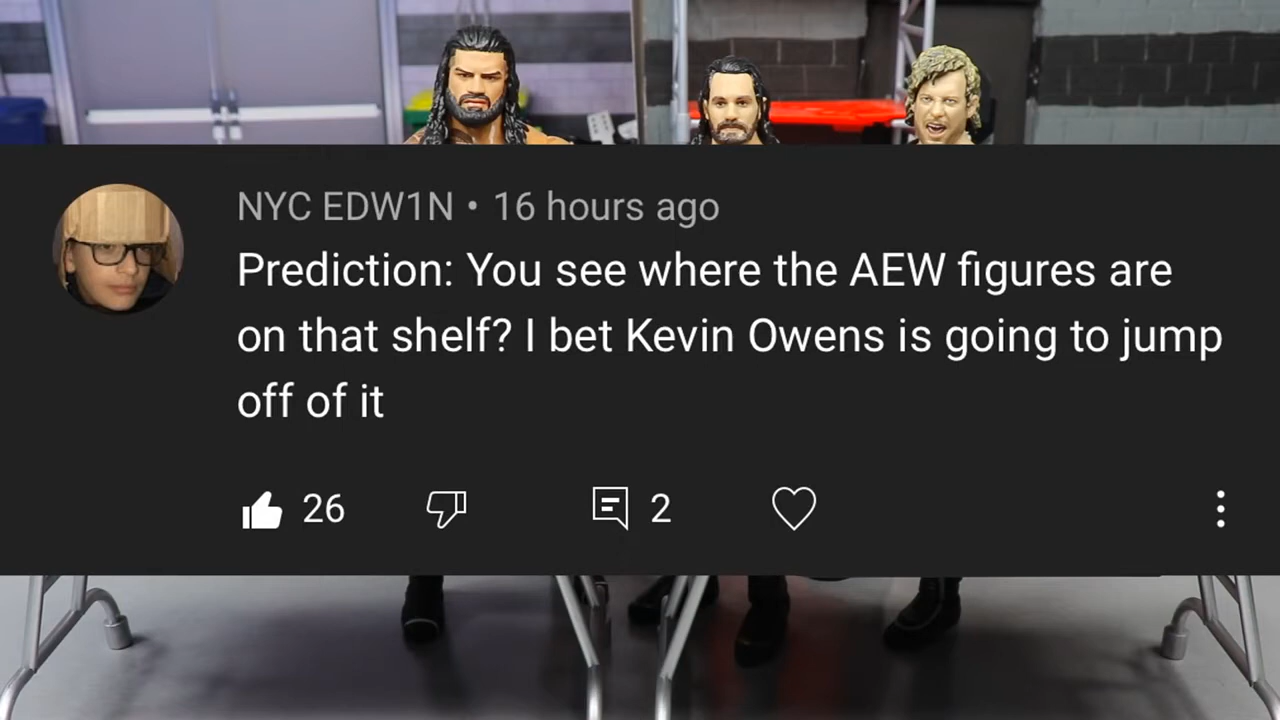 NYC EDW1N • 16 hours ago
Prediction: You see where the AEW figures are
on that shelf? I bet Kevin Owens is going to jump
off of it
26 2